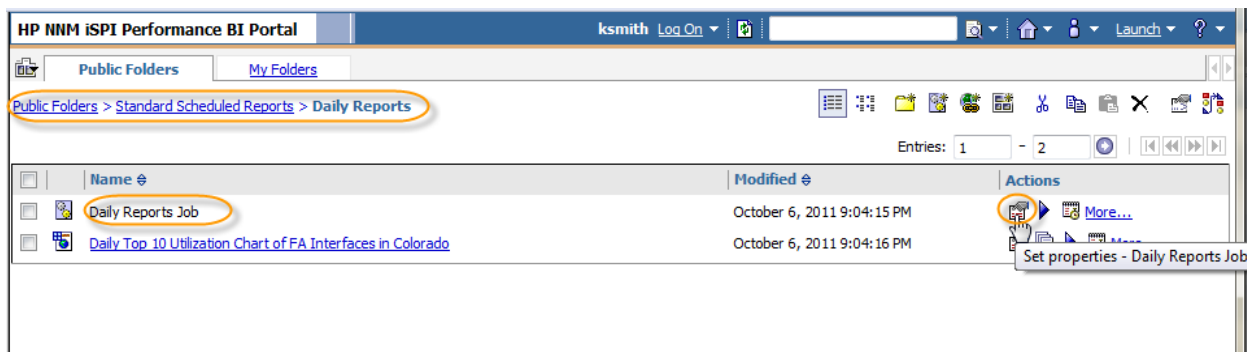 HP NNM iSPI Performance BI Portal ksmith Log On Launch ?
Public Folders My Folders
Public Folders > Standard Scheduled Reports > Daily Reports
Entries: 1 - 2
Name Modified Actions
Daily Reports Job October 6, 2011 9:04:15 PM More...
Daily Top 10 Utilization Chart of FA Interfaces in Colorado October 6, 2011 9:04:16 PM
Set properties - Daily Reports Job